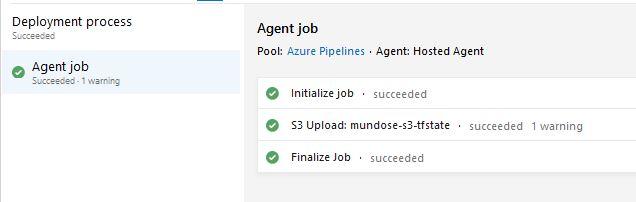 Deployment process
Succeeded
Agent job
Succeeded · 1 warning
Agent job
Pool: Azure Pipelines · Agent: Hosted Agent
Initialize job · succeeded
S3 Upload: mundose-s3-tfstate · succeeded 1 warning
Finalize Job · succeeded